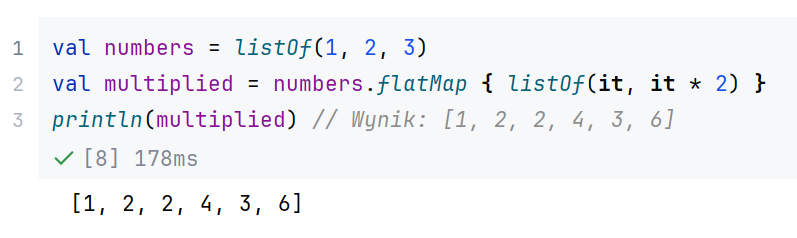 1 val numbers = listOf(1, 2, 3)
2 val multiplied = numbers.flatMap { listOf(it, it * 2) }
3 println(multiplied) // Wynik: [1, 2, 2, 4, 3, 6]
[8] 178ms
[1, 2, 2, 4, 3, 6]